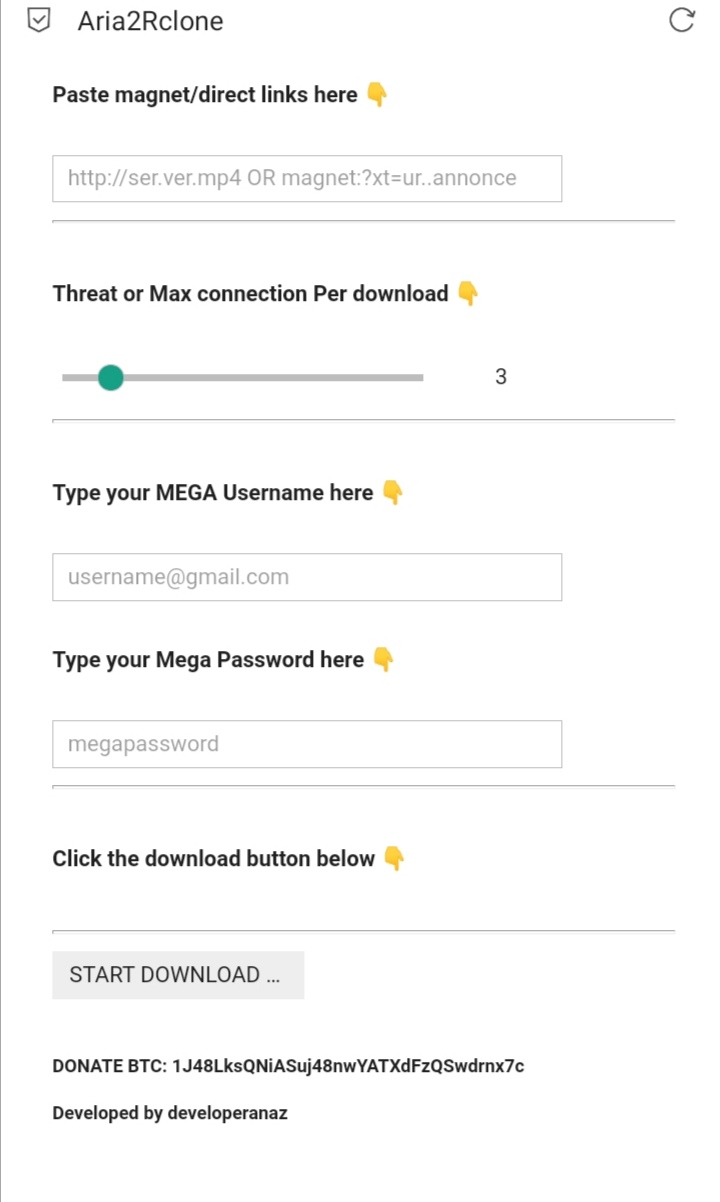 Aria2Rclone
Paste magnet/direct links here 👇
http://ser.ver.mp4 OR magnet:?xt=ur..annonce
Threat or Max connection Per download 👇
3
Type your MEGA Username here 👇
username@gmail.com
Type your Mega Password here 👇
megapassword
Click the download button below 👇
START DOWNLOAD ...
DONATE BTC: 1J48LksQNiASuj48nwYATXdFzQSwdrnx7c
Developed by developeranaz